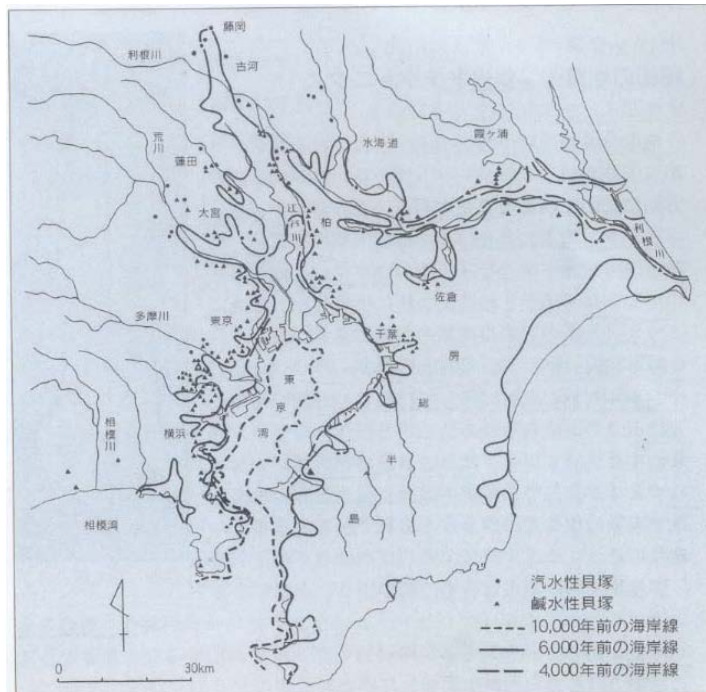 藤岡
利根川
古河
荒川
蓮田
水海道
霞ヶ浦
大宮
江戸川
柏
利根川
佐倉
多摩川
東京
千葉
房総半島
東京湾
相模川
横浜
相模湾
汽水性貝塚
鹹水性貝塚
10,000年前の海岸線
6,000年前の海岸線
4,000年前の海岸線
0 30km